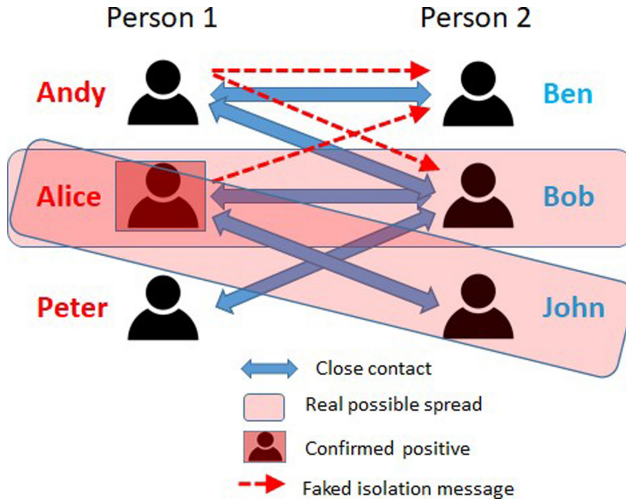 Person 1 Person 2
Andy Ben
Alice Bob
Peter John
Close contact
Real possible spread
Confirmed positive
Faked isolation message